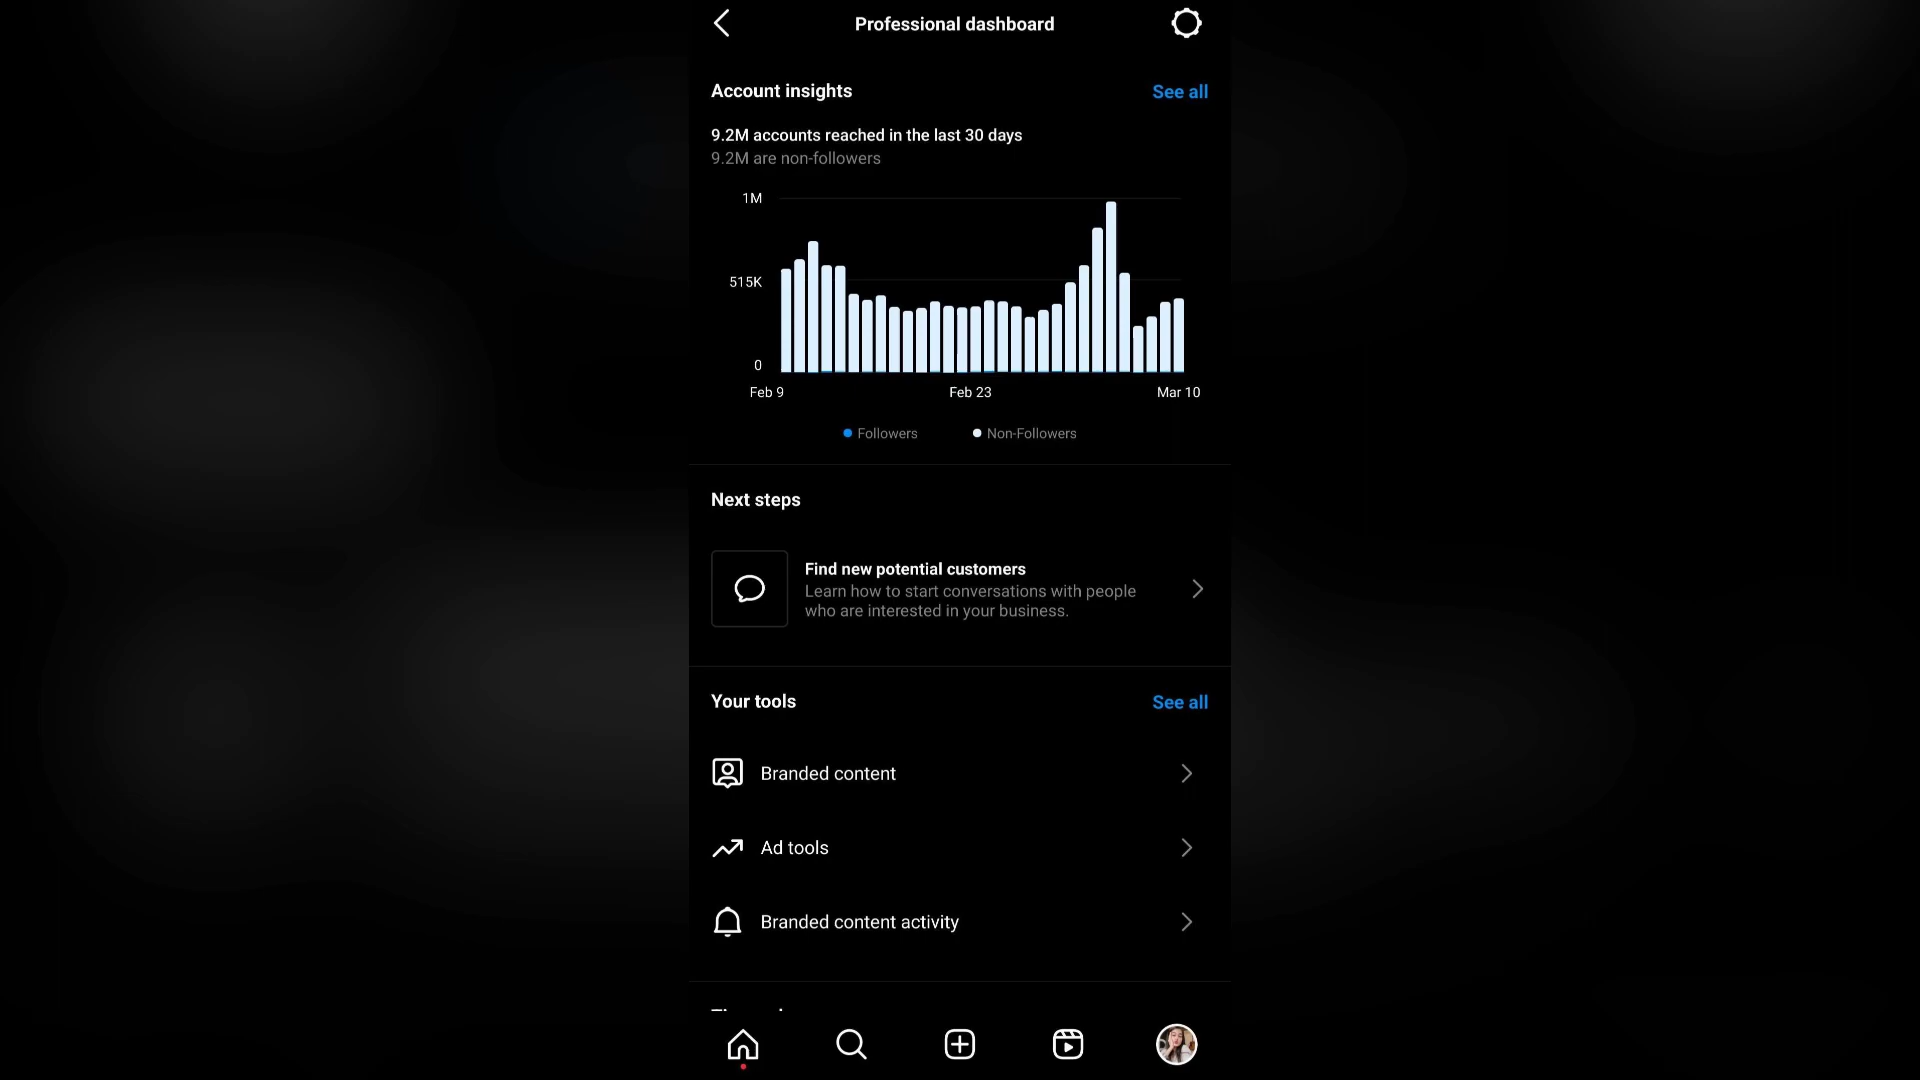 Professional dashboard
Account insights
See all
9.2M accounts reached in the last 30 days
9.2M are non-followers
1M
515K
0
Feb 9
Feb 23
Mar 10
Followers
Non-Followers
Next steps
Find new potential customers
Learn how to start conversations with people
who are interested in your business.
Your tools
See all
Branded content
Ad tools
Branded content activity